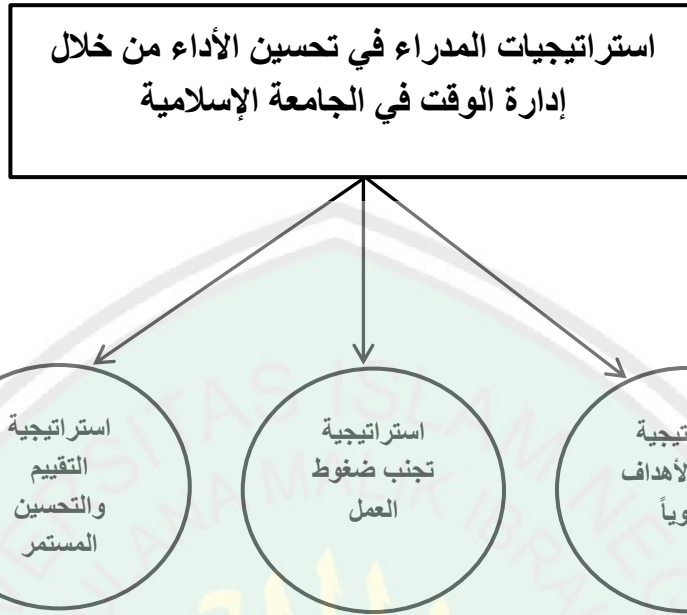 استراتيجيات المدراء في تحسين الأداء من خلال
إدارة الوقت في الجامعة الإسلامية
استراتيجية
تجنب ضغوط
العمل
استراتيجية
التقييم
والتحسين
المستمر